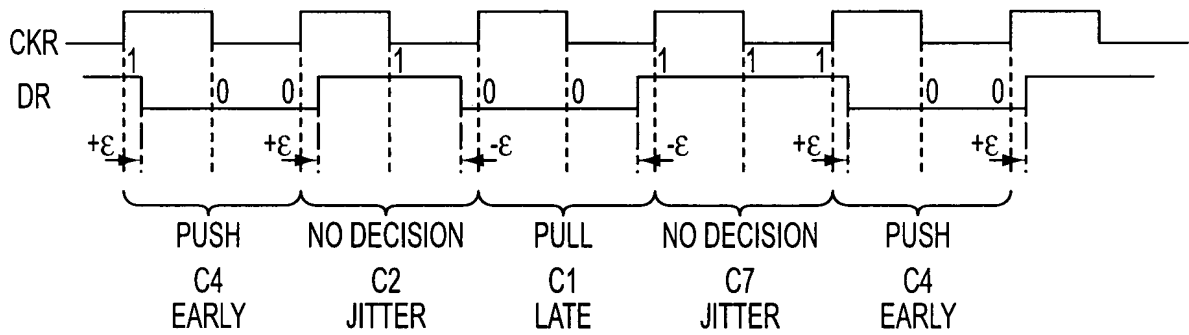 CKR
DR
1 0 0 1 0 0 1 1 1 0 0
+ε +ε -ε -ε +ε +ε
PUSH NO DECISION PULL NO DECISION PUSH
C4 C2 C1 C7 C4
EARLY JITTER LATE JITTER EARLY